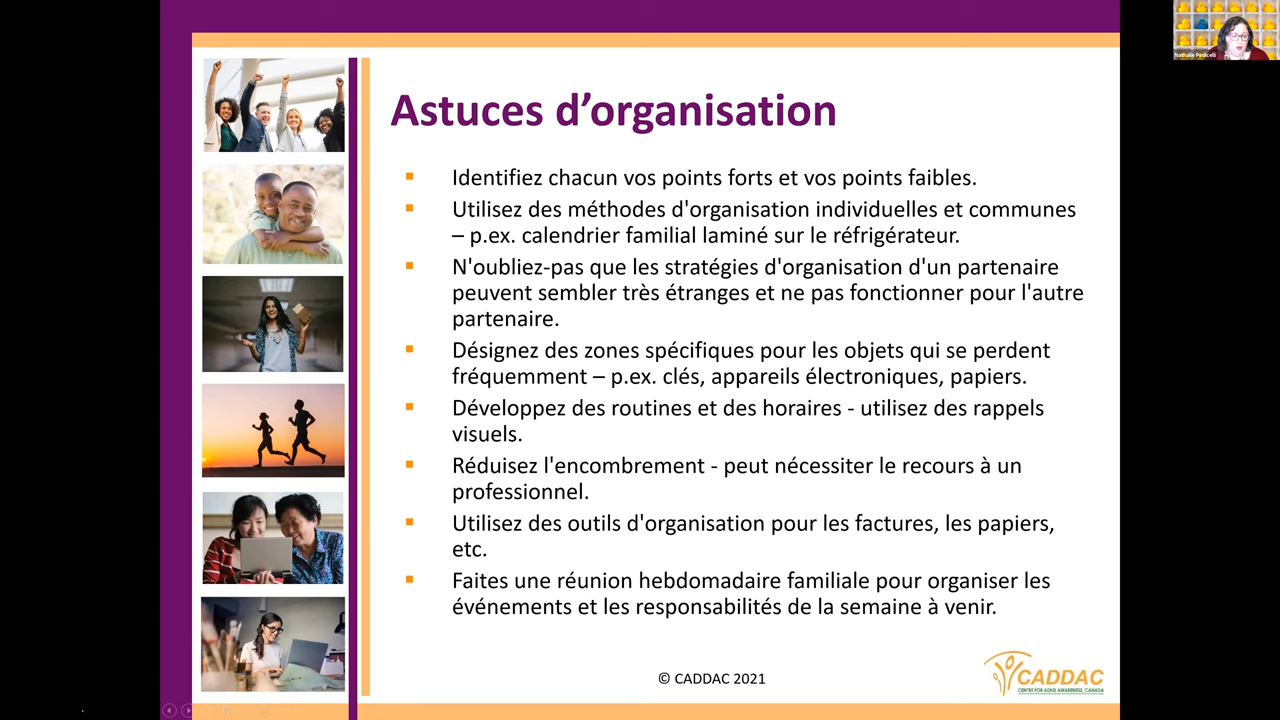 Nathalie Pedicelli
Astuces d’organisation
Identifiez chacun vos points forts et vos points faibles.
Utilisez des méthodes d'organisation individuelles et communes
– p.ex. calendrier familial laminé sur le réfrigérateur.
N'oubliez-pas que les stratégies d'organisation d'un partenaire
peuvent sembler très étranges et ne pas fonctionner pour l'autre
partenaire.
Désignez des zones spécifiques pour les objets qui se perdent
fréquemment – p.ex. clés, appareils électroniques, papiers.
Développez des routines et des horaires - utilisez des rappels
visuels.
Réduisez l'encombrement - peut nécessiter le recours à un
professionnel.
Utilisez des outils d'organisation pour les factures, les papiers,
etc.
Faites une réunion hebdomadaire familiale pour organiser les
événements et les responsabilités de la semaine à venir.
© CADDAC 2021
CADDAC
CENTRE FOR ADHD AWARENESS, CANADA